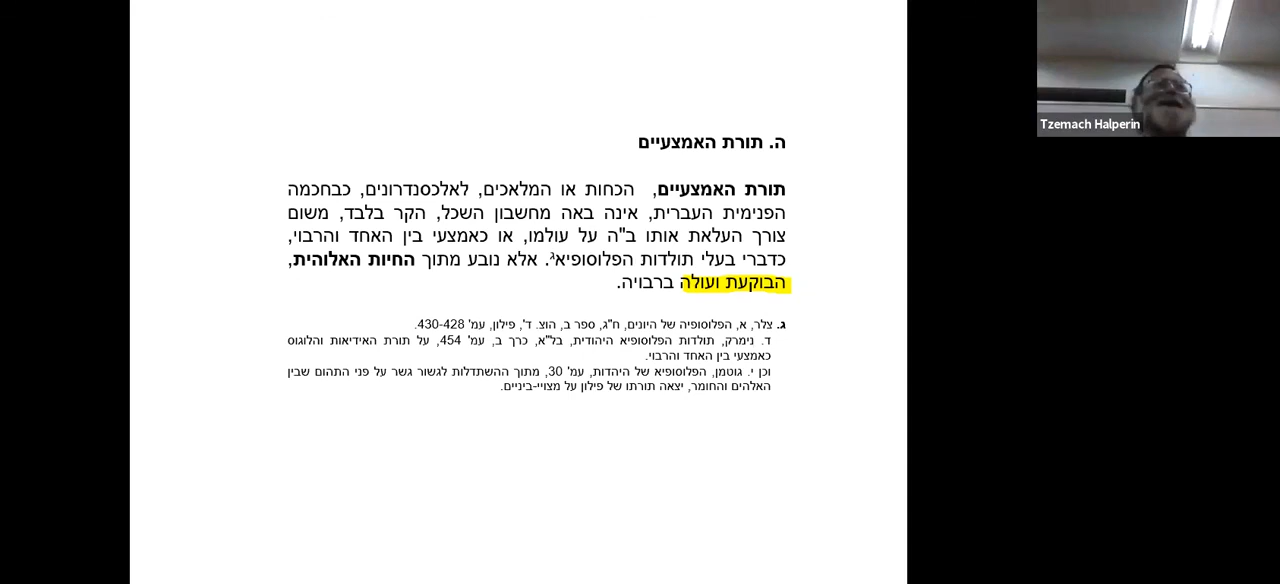 ה. תורת האמצעיים
תורת האמצעיים, הכחות או המלאכים, לאלכסנדרונים, כבחכמה
הפנימית העברית, אינה באה מחשבון השכל, הקר בלבד, משום
צורך העלאת אותו ב"ה על עולמו, או כאמצעי בין האחד והרבוי,
כדברי בעלי תולדות הפלוסופיאג. אלא נובע מתוך החיות האלוהית,
הבוקעת ועולה ברבויה.
ג. צלר, א, הפלוסופיה של היונים, ח"ג, ספר ב, הוצ. ד', פילון, עמ' 430-428.
ד. נימרק, תולדות הפלוסופיא היהודית, בל"א, כרך ב, עמ' 454, על תורת האידיאות והלוגוס
כאמצעי בין האחד והרבוי.
וכן י. גוטמן, הפלוסופיא של היהדות, עמ' 30, מתוך ההשתדלות לגשור גשר על פני התהום שבין
האלהים והחומר, יצאה תורתו של פילון על מצויי-ביניים.
Tzemach Halperin